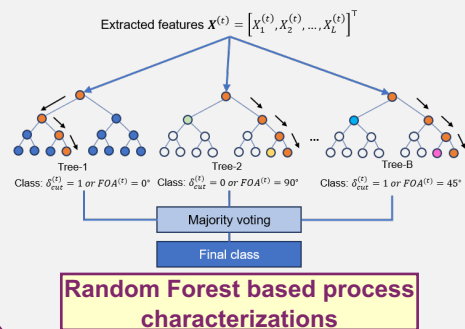 Extracted features X^(t) = [X_1^(t), X_2^(t), ..., X_L^(t)]^T
Tree-1 Tree-2 ... Tree-B
Class: δ_cut^(t) = 1 or FOA^(t) = 0° Class: δ_cut^(t) = 0 or FOA^(t) = 90° Class: δ_cut^(t) = 1 or FOA^(t) = 45°
Majority voting
Final class
Random Forest based process
characterizations